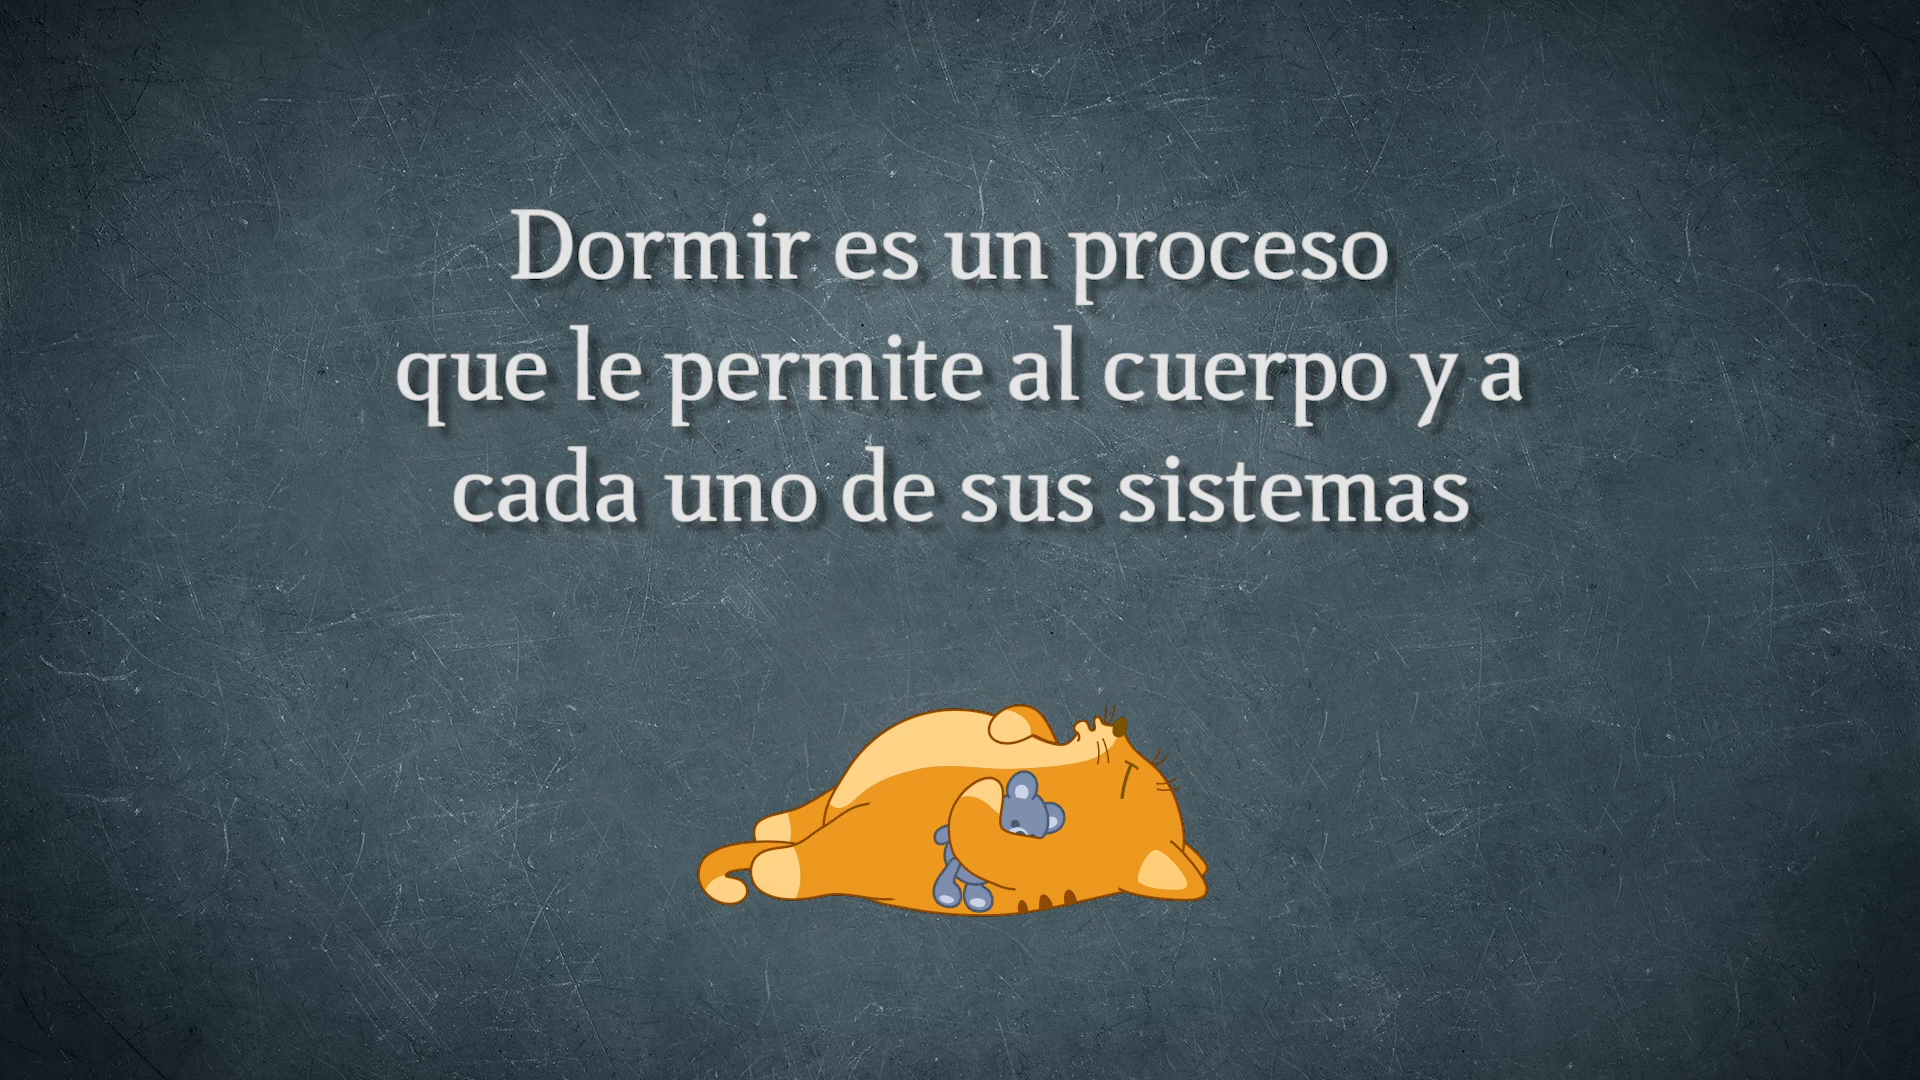 Dormir es un proceso
que le permite al cuerpo y a
cada uno de sus sistemas